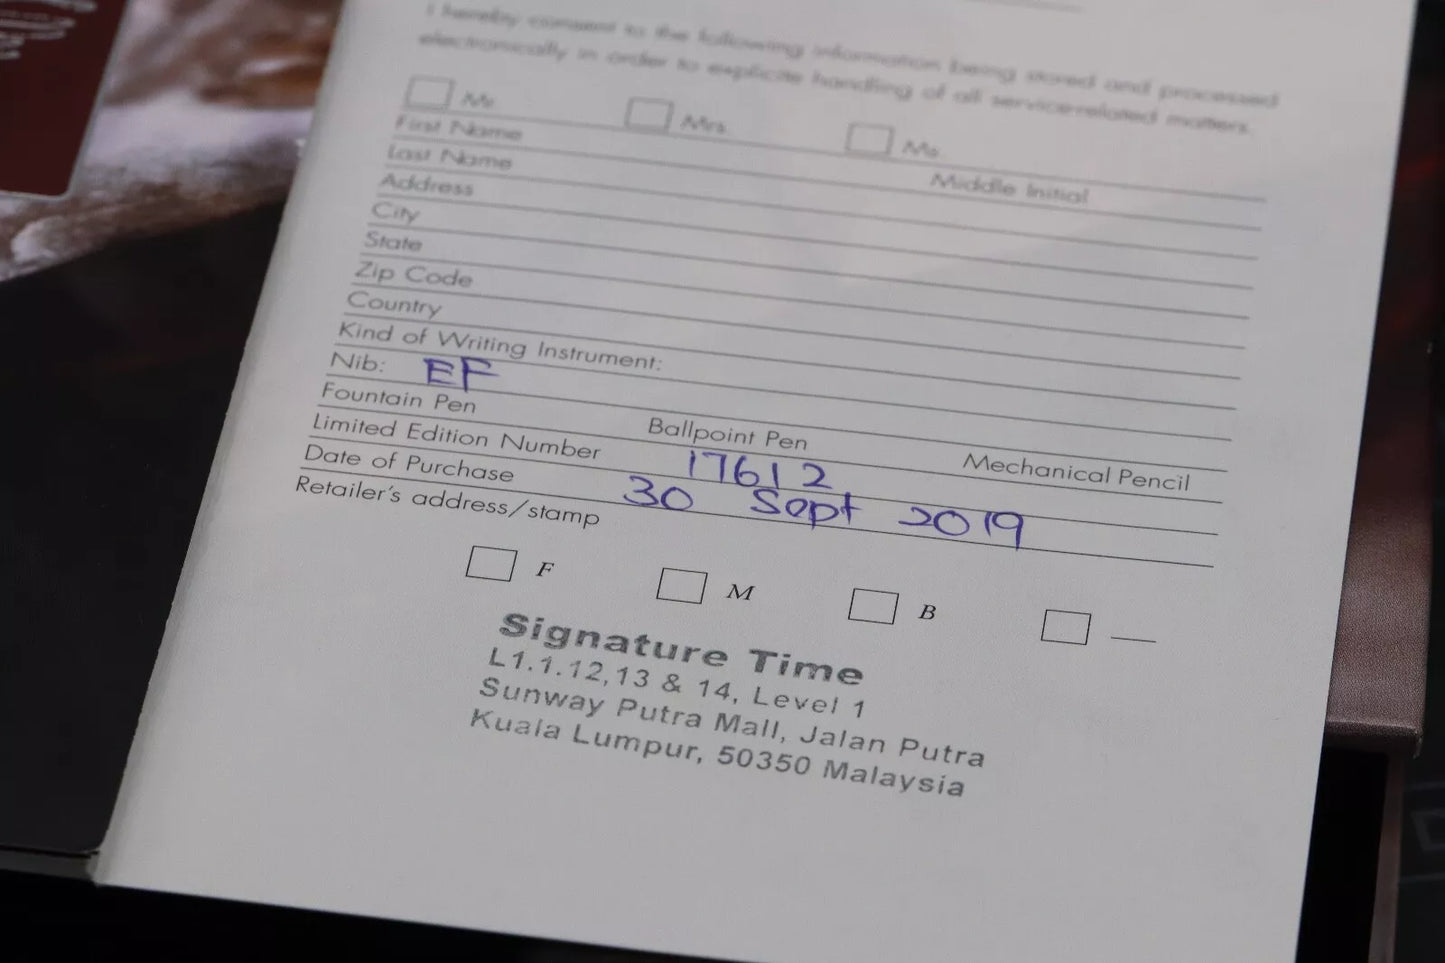 I hereby consent to the following information being stored and processed
electronically in order to explicite handling of all service-related matters.
Mr. Mrs. Ms.
First Name Middle Initial
Last Name
Address
City
State
Zip Code
Country
Kind of Writing Instrument:
Nib: EF
Fountain Pen Ballpoint Pen Mechanical Pencil
Limited Edition Number 17612
Date of Purchase 30 Sept 2019
Retailer's address/stamp
F M B
Signature Time
L1.1.12,13 & 14, Level 1
Sunway Putra Mall, Jalan Putra
Kuala Lumpur, 50350 Malaysia